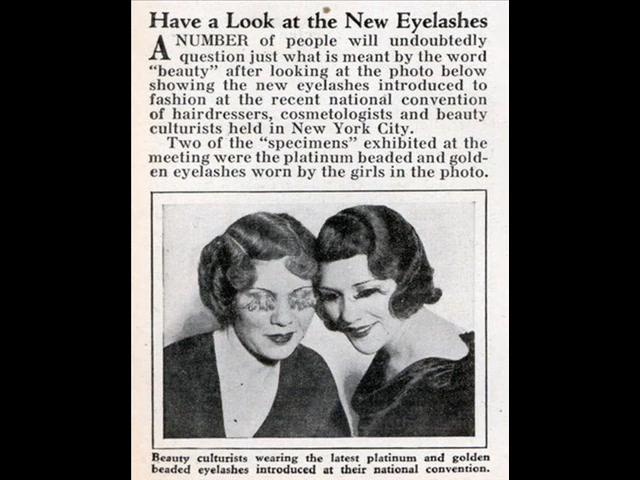 Have a Look at the New Eyelashes
A NUMBER of people will undoubtedly
question just what is meant by the word
“beauty” after looking at the photo below
showing the new eyelashes introduced to
fashion at the recent national convention
of hairdressers, cosmetologists and beauty
culturists held in New York City.
Two of the “specimens” exhibited at the
meeting were the platinum beaded and gold-
en eyelashes worn by the girls in the photo.
Beauty culturists wearing the latest platinum and golden
beaded eyelashes introduced at their national convention.